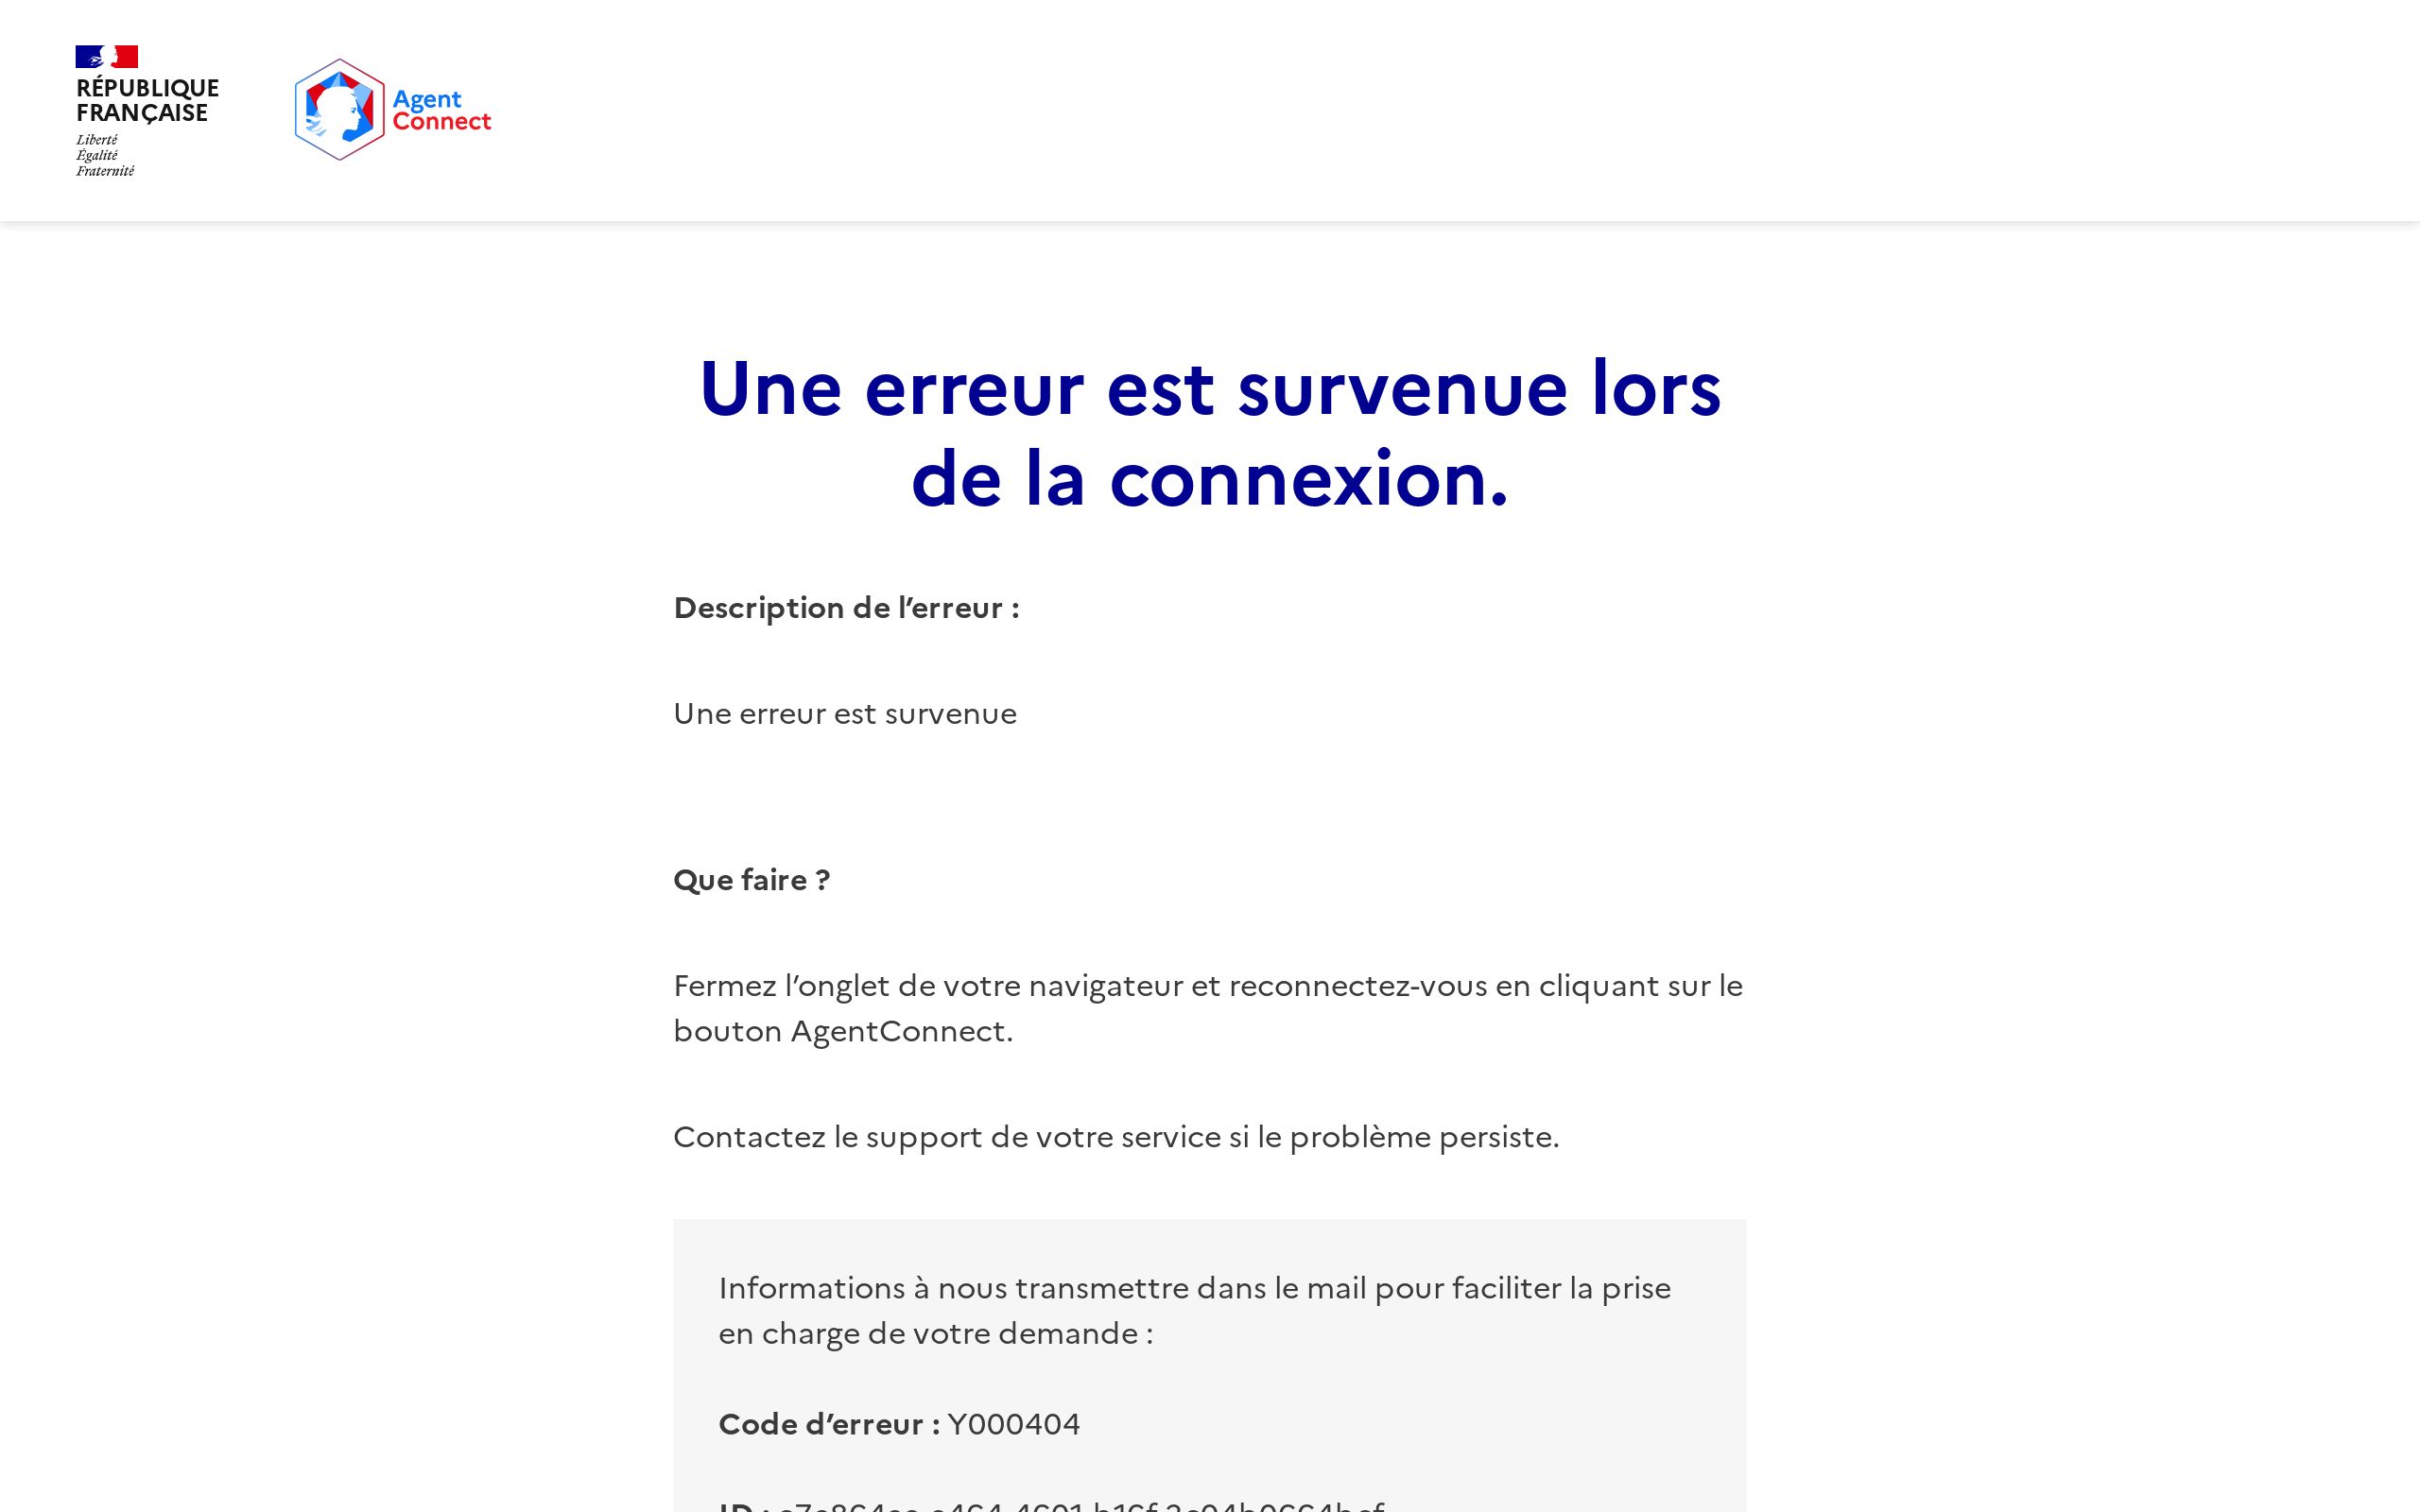 RÉPUBLIQUE
FRANÇAISE
Liberté
Égalité
Fraternité
Agent
Connect
Une erreur est survenue lors
de la connexion.
Description de l’erreur :
Une erreur est survenue
Que faire ?
Fermez l’onglet de votre navigateur et reconnectez-vous en cliquant sur le
bouton AgentConnect.
Contactez le support de votre service si le problème persiste.
Informations à nous transmettre dans le mail pour faciliter la prise
en charge de votre demande :
Code d’erreur : Y000404
ID :